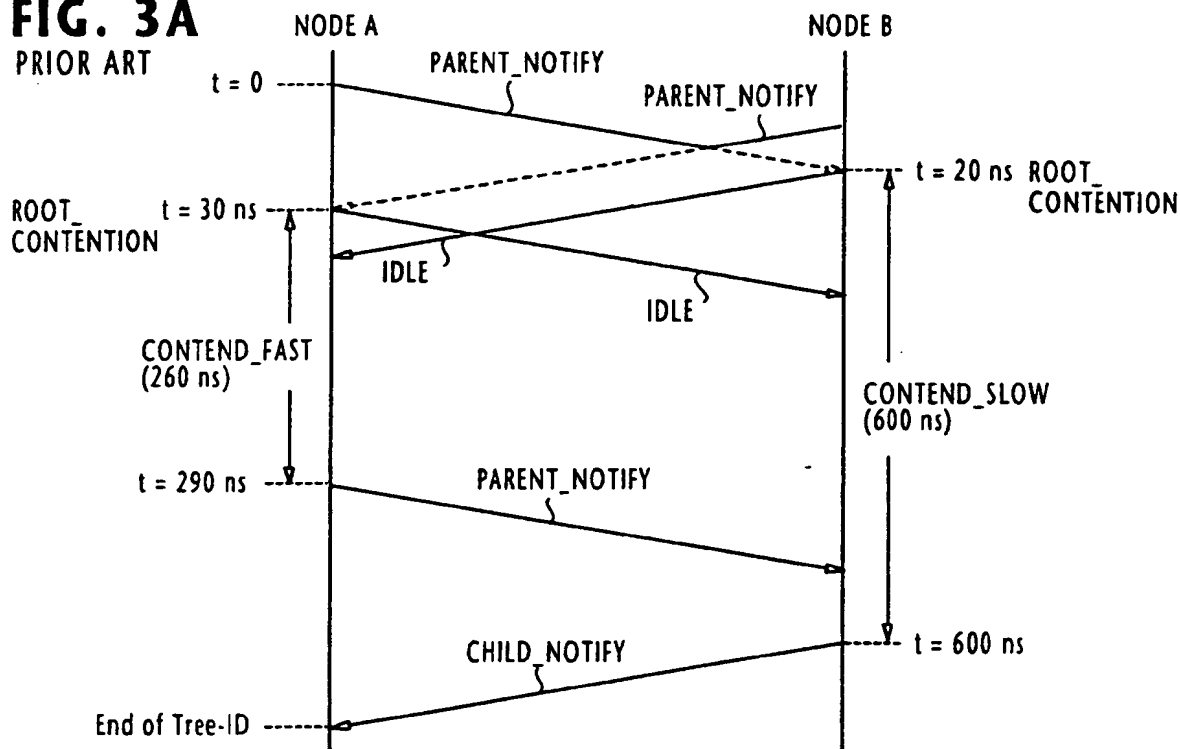 FIG. 3A
PRIOR ART
NODE A
NODE B
t = 0
PARENT_NOTIFY
PARENT_NOTIFY
t = 20 ns ROOT_
CONTENTION
ROOT_
CONTENTION
t = 30 ns
IDLE
IDLE
CONTEND_FAST
(260 ns)
CONTEND_SLOW
(600 ns)
t = 290 ns
PARENT_NOTIFY
CHILD_NOTIFY
t = 600 ns
End of Tree-ID